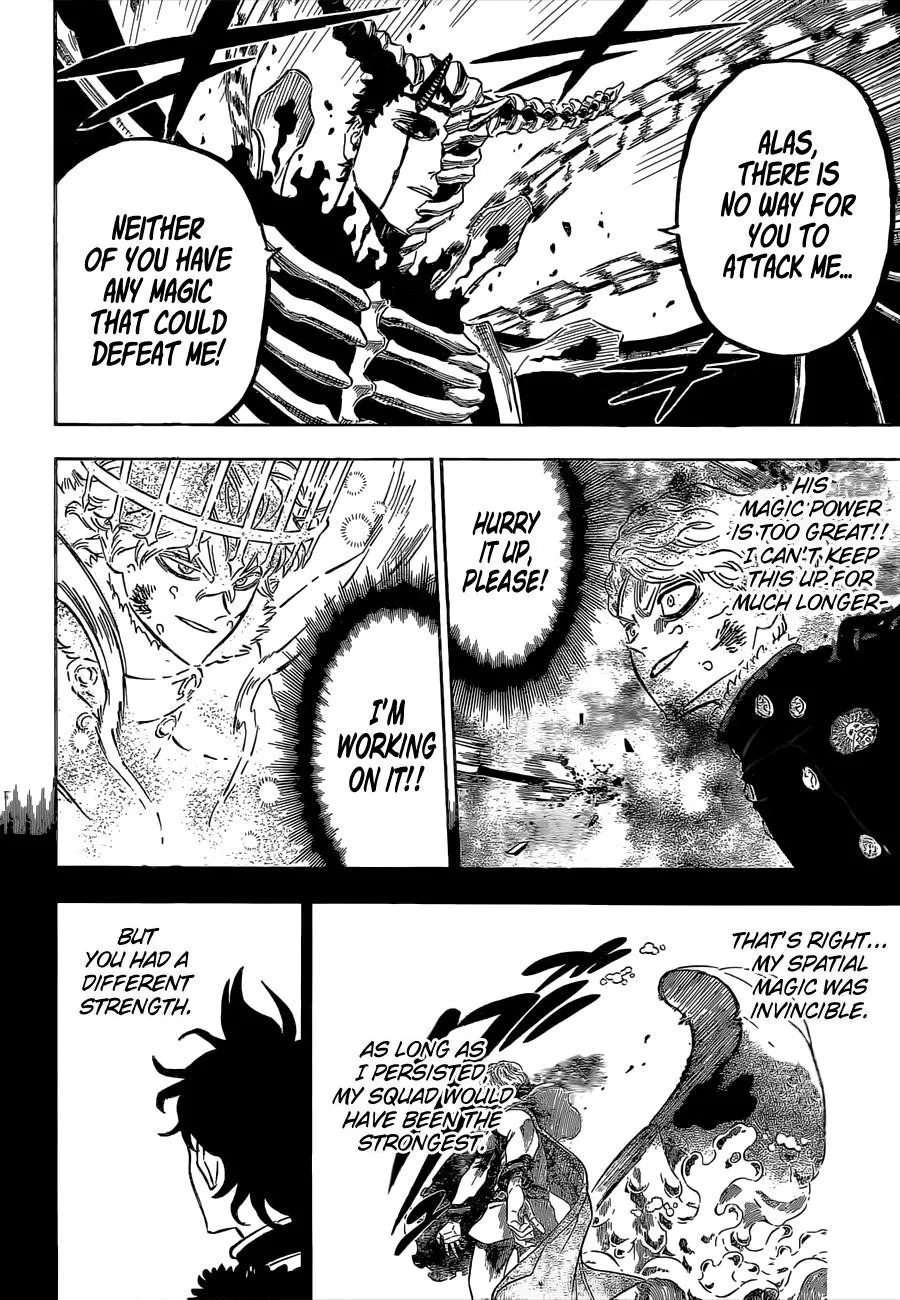 ALAS,
THERE IS
NO WAY FOR
YOU TO
ATTACK ME...
NEITHER
OF YOU HAVE
ANY MAGIC
THAT COULD
DEFEAT ME!
HIS
MAGIC POWER
IS TOO GREAT!!
I CAN'T KEEP
THIS UP FOR
MUCH LONGER-
HURRY
IT UP,
PLEASE!
I'M
WORKING
ON IT!!
THAT'S RIGHT...
MY SPATIAL
MAGIC WAS
INVINCIBLE.
AS LONG AS
I PERSISTED,
MY SQUAD WOULD
HAVE BEEN THE
STRONGEST.
BUT
YOU HAD A
DIFFERENT
STRENGTH.